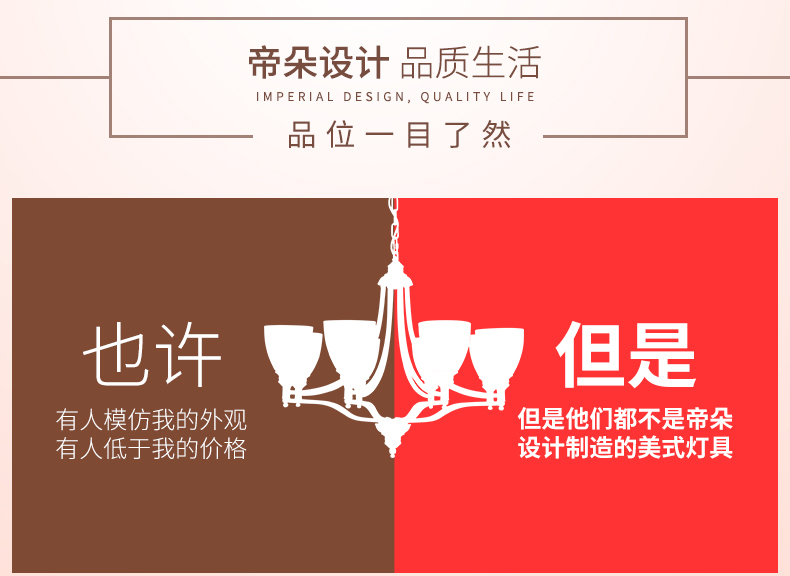 帝朵设计 品质生活
IMPERIAL DESIGN, QUALITY LIFE
品位一目了然
也许
有人模仿我的外观
有人低于我的价格
但是
但是他们都不是帝朵
设计制造的美式灯具